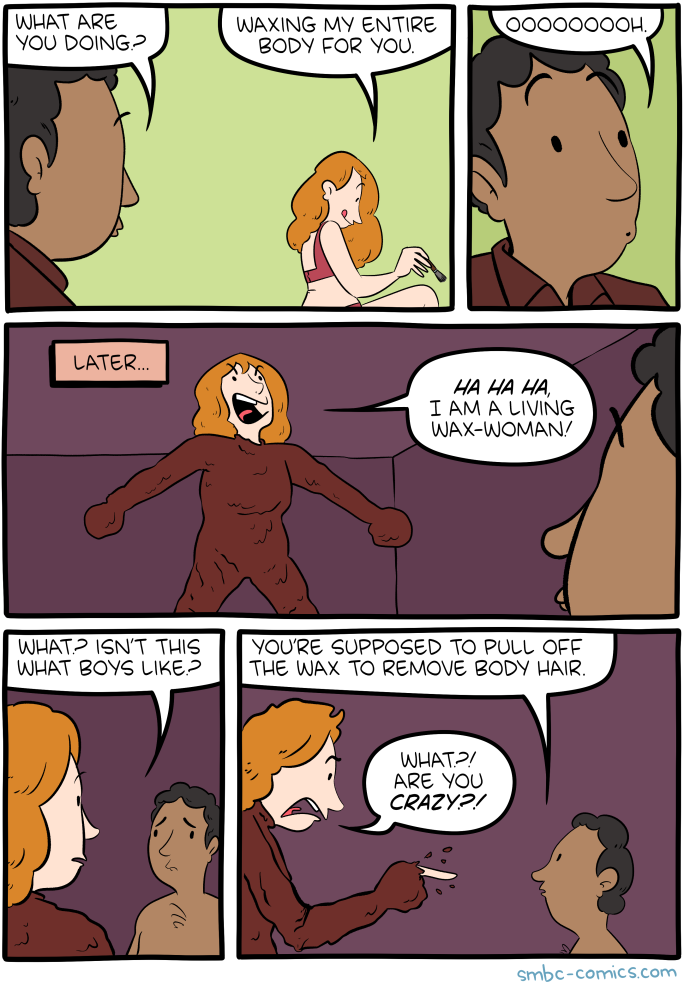 WHAT ARE
YOU DOING?
WAXING MY ENTIRE
BODY FOR YOU.
OOOOOOOOH.
LATER...
HA HA HA,
I AM A LIVING
WAX-WOMAN!
WHAT? ISN'T THIS
WHAT BOYS LIKE?
YOU'RE SUPPOSED TO PULL OFF
THE WAX TO REMOVE BODY HAIR.
WHAT?!
ARE YOU
CRAZY?!
smbc-comics.com